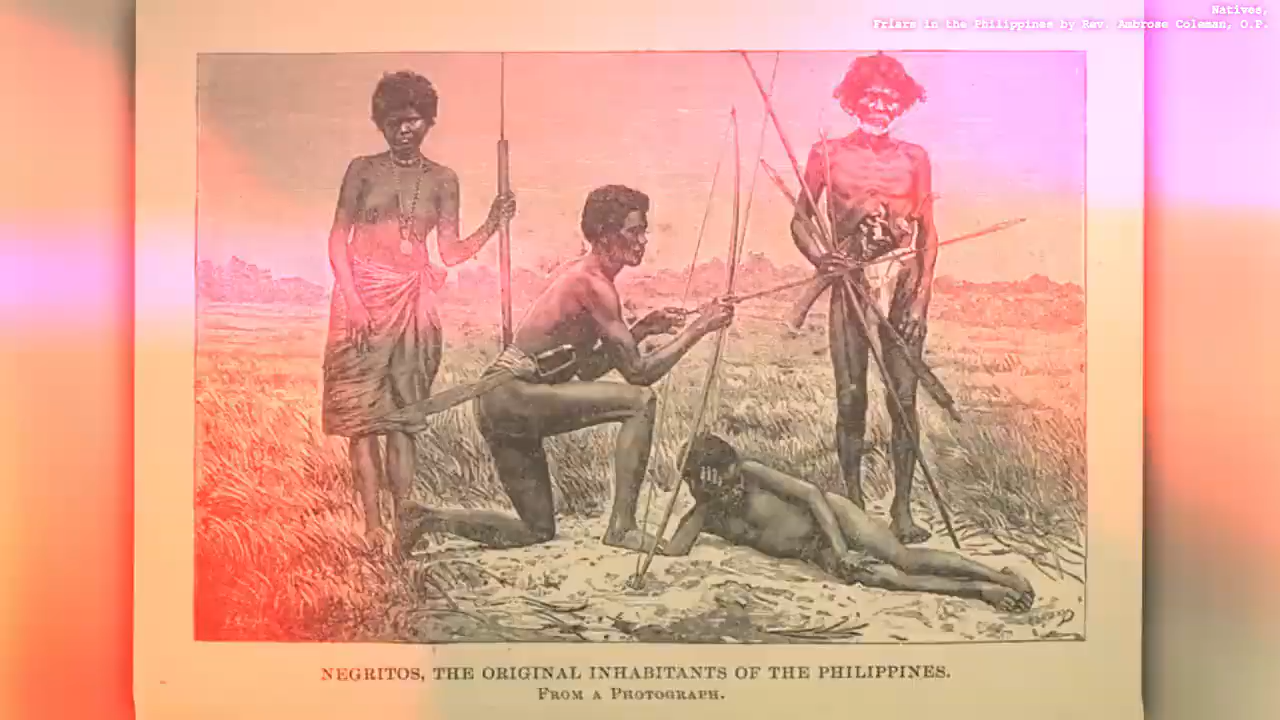 Natives,
Friars in the Philippines by Rev. Ambrose Coleman, O.P.
NEGRITOS, THE ORIGINAL INHABITANTS OF THE PHILIPPINES.
FROM A PHOTOGRAPH.